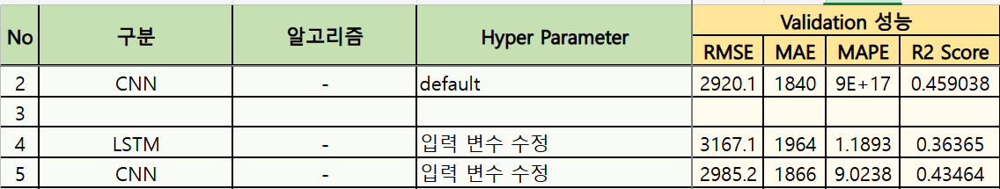 No 구분 알고리즘 Hyper Parameter Validation 성능
RMSE MAE MAPE R2 Score
2 CNN - default 2920.1 1840 9E+17 0.459038
3
4 LSTM - 입력 변수 수정 3167.1 1964 1.1893 0.36365
5 CNN - 입력 변수 수정 2985.2 1866 9.0238 0.43464